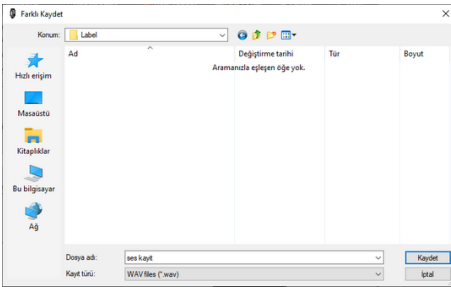 Farklı Kaydet
Konum: Label
Ad Değiştirme tarihi Tür Boyut
Aramanızla eşleşen öğe yok.
Hızlı erişim
Masaüstü
Kitaplıklar
Bu bilgisayar
Ağ
Dosya adı: ses kayıt Kaydet
Kayıt türü: WAV files (*.wav) İptal